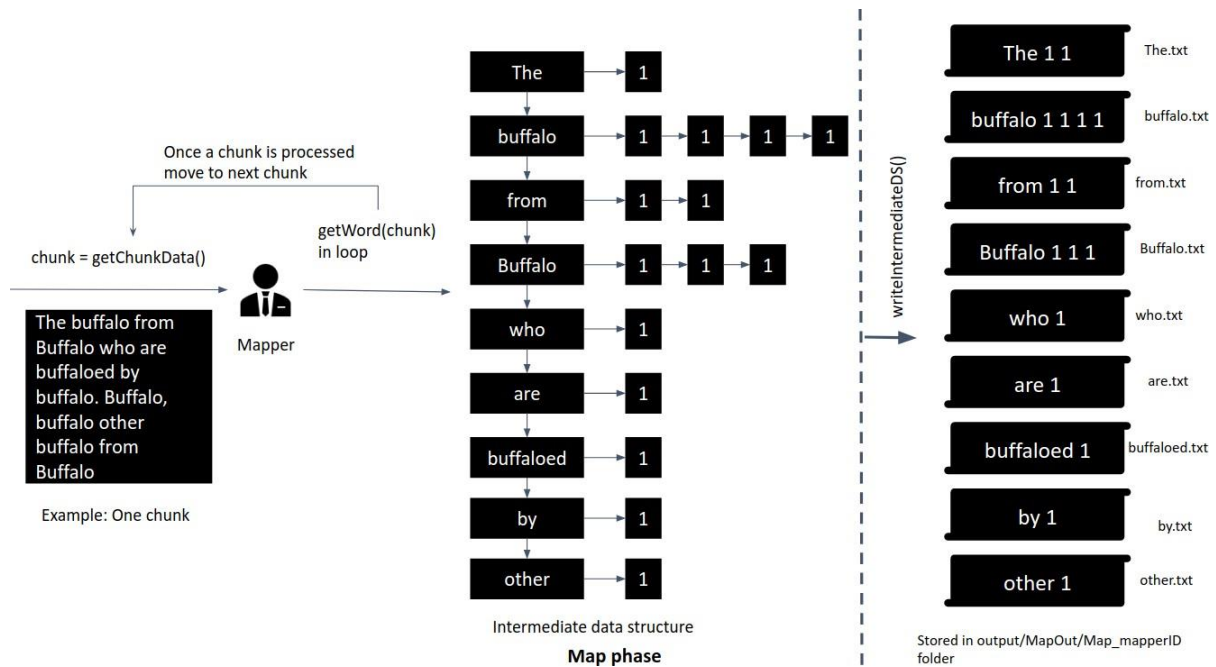 Once a chunk is processed
move to next chunk
chunk = getChunkData()
getWord(chunk)
in loop
Mapper
The buffalo from
Buffalo who are
buffaloed by
buffalo. Buffalo,
buffalo other
buffalo from
Buffalo
Example: One chunk
The 1
buffalo 1 1 1 1
from 1 1
Buffalo 1 1 1
who 1
are 1
buffaloed 1
by 1
other 1
Intermediate data structure
Map phase
writeIntermediateDS()
The 1 1 The.txt
buffalo 1 1 1 1 buffalo.txt
from 1 1 from.txt
Buffalo 1 1 1 Buffalo.txt
who 1 who.txt
are 1 are.txt
buffaloed 1 buffaloed.txt
by 1 by.txt
other 1 other.txt
Stored in output/MapOut/Map_mapperID
folder